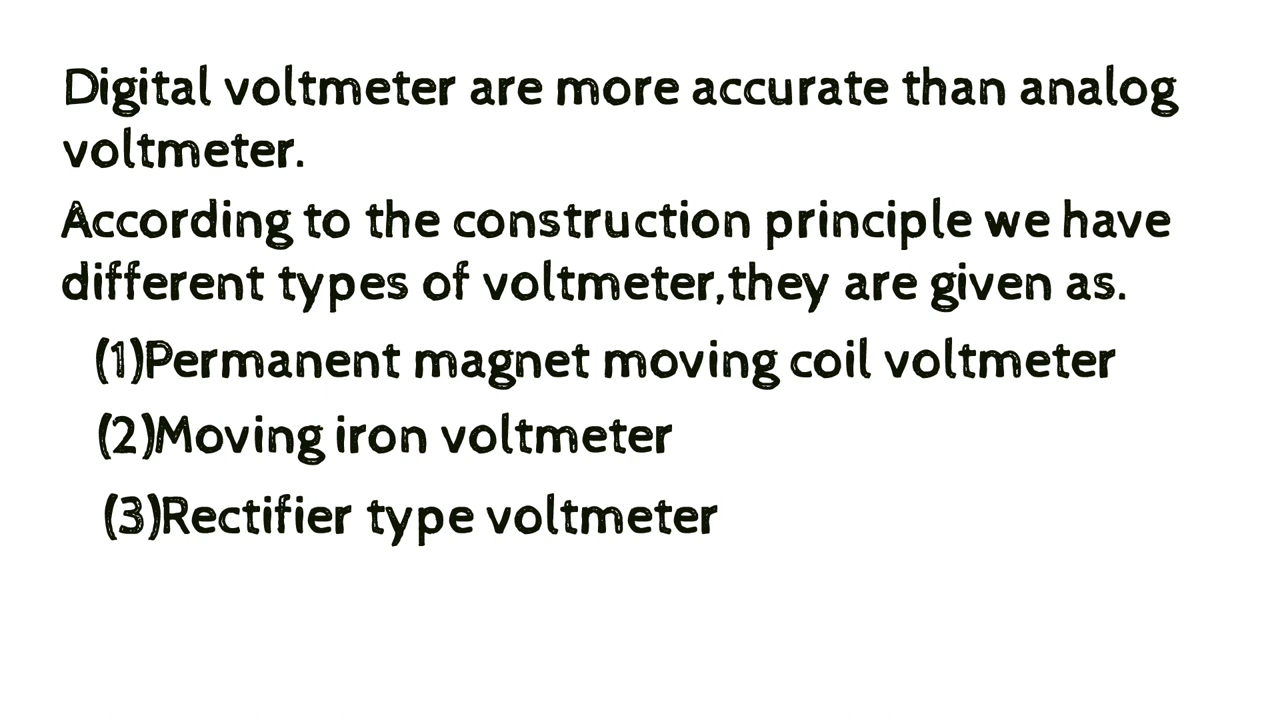 Digital voltmeter are more accurate than analog
voltmeter.
According to the construction principle we have
different types of voltmeter,they are given as.
(1)Permanent magnet moving coil voltmeter
(2)Moving iron voltmeter
(3)Rectifier type voltmeter